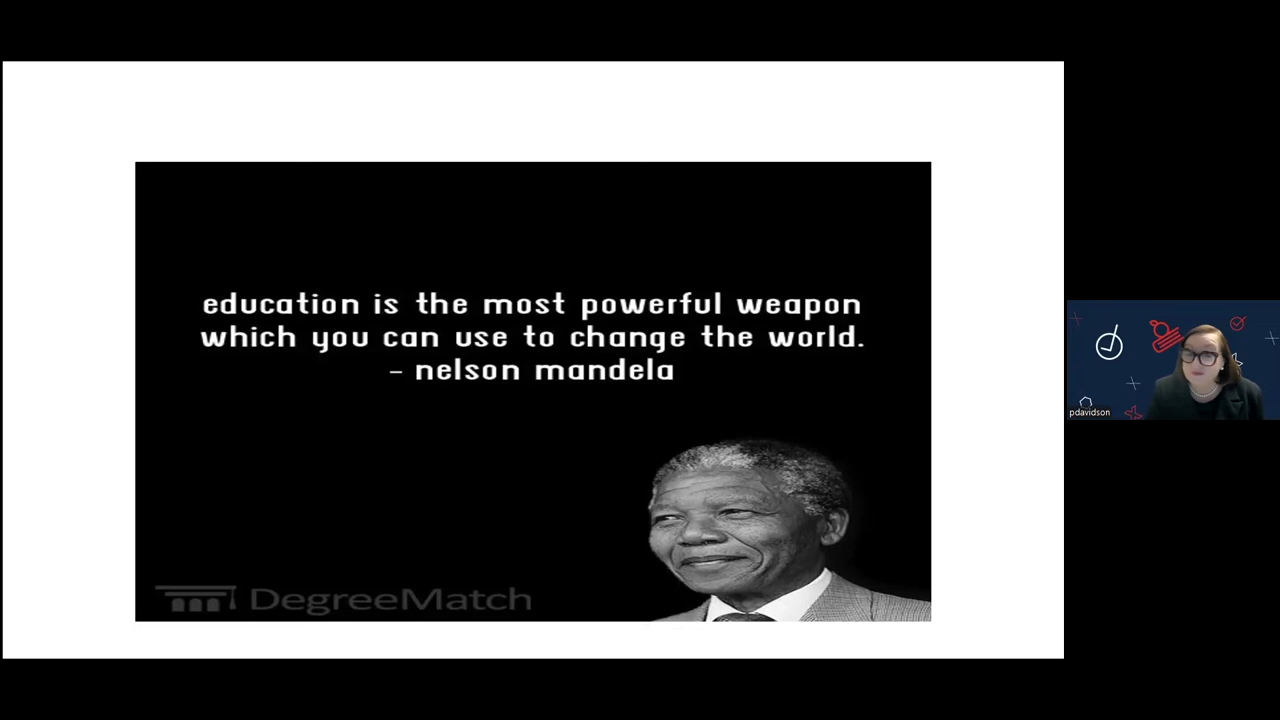 education is the most powerful weapon
which you can use to change the world.
- nelson mandela
DegreeMatch
pdavidson